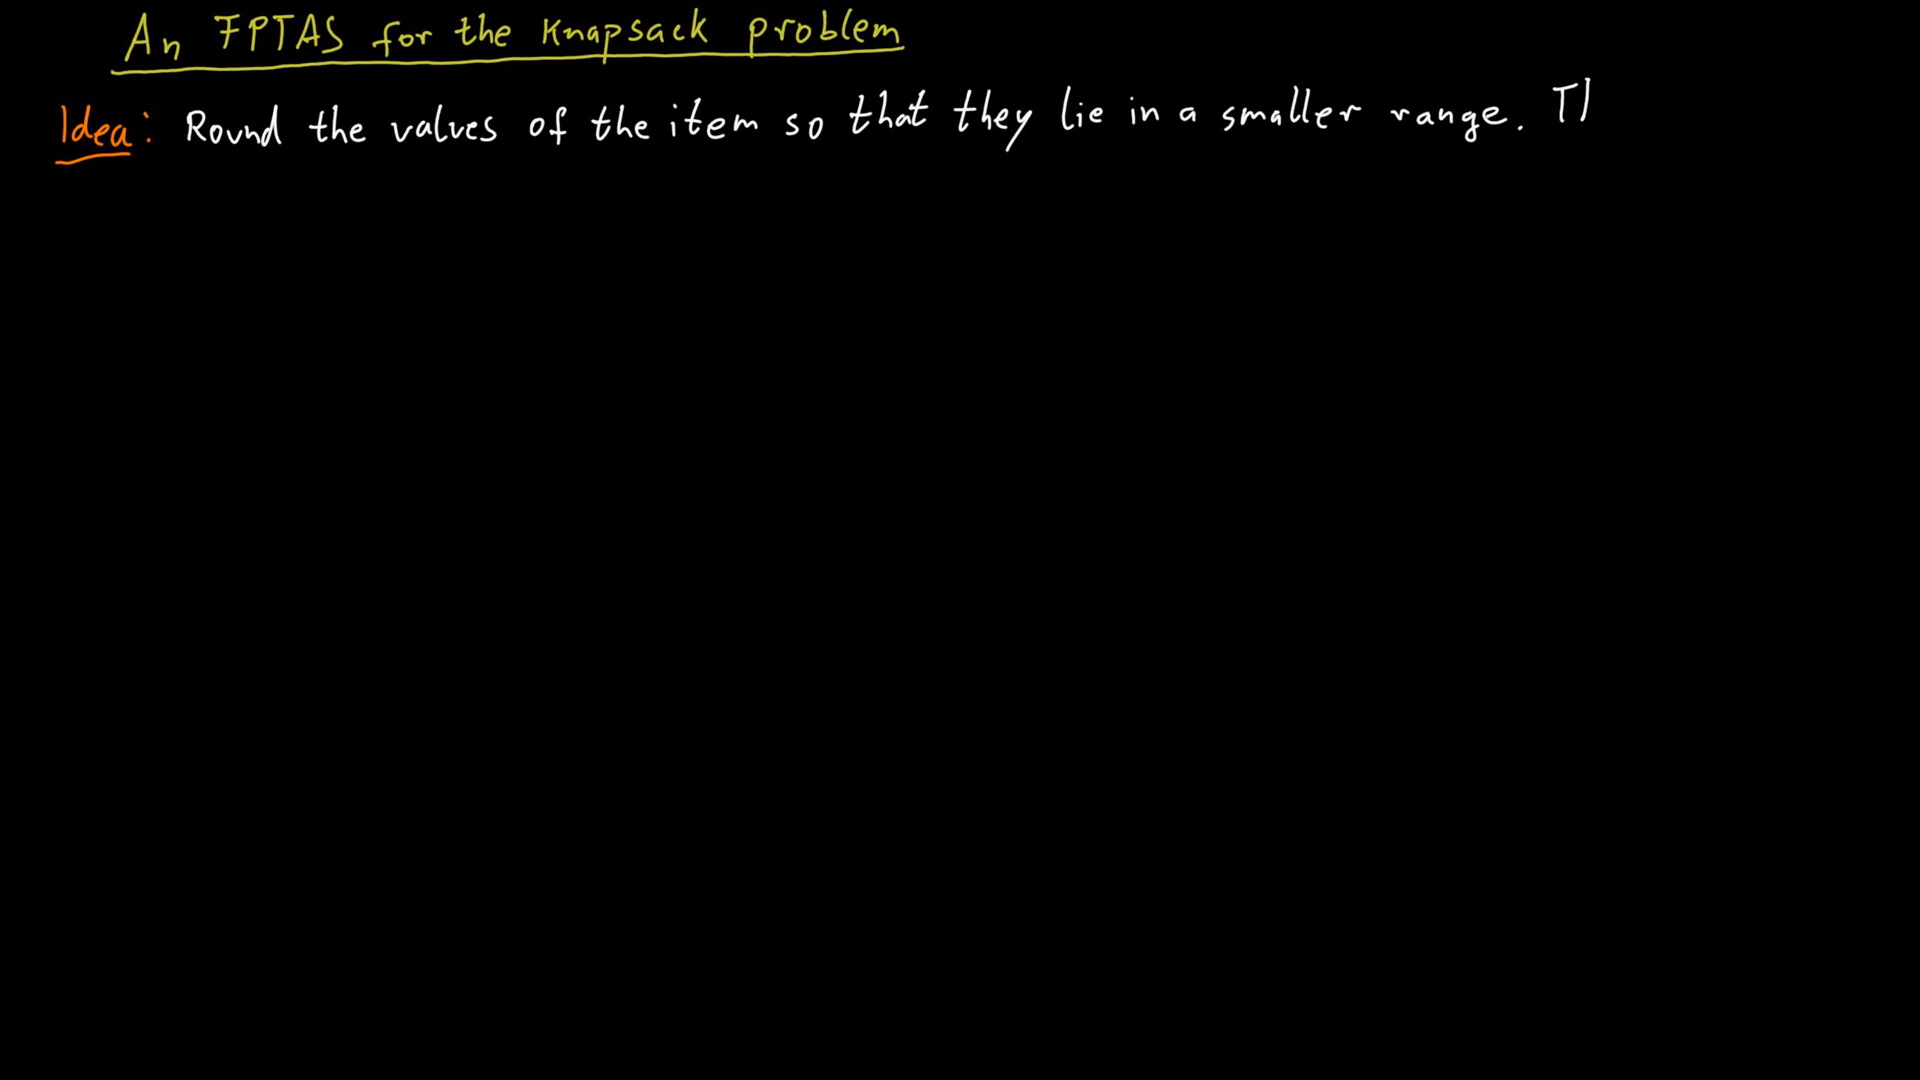 An FPTAS for the Knapsack problem
Idea: Round the values of the item so that they lie in a smaller range.